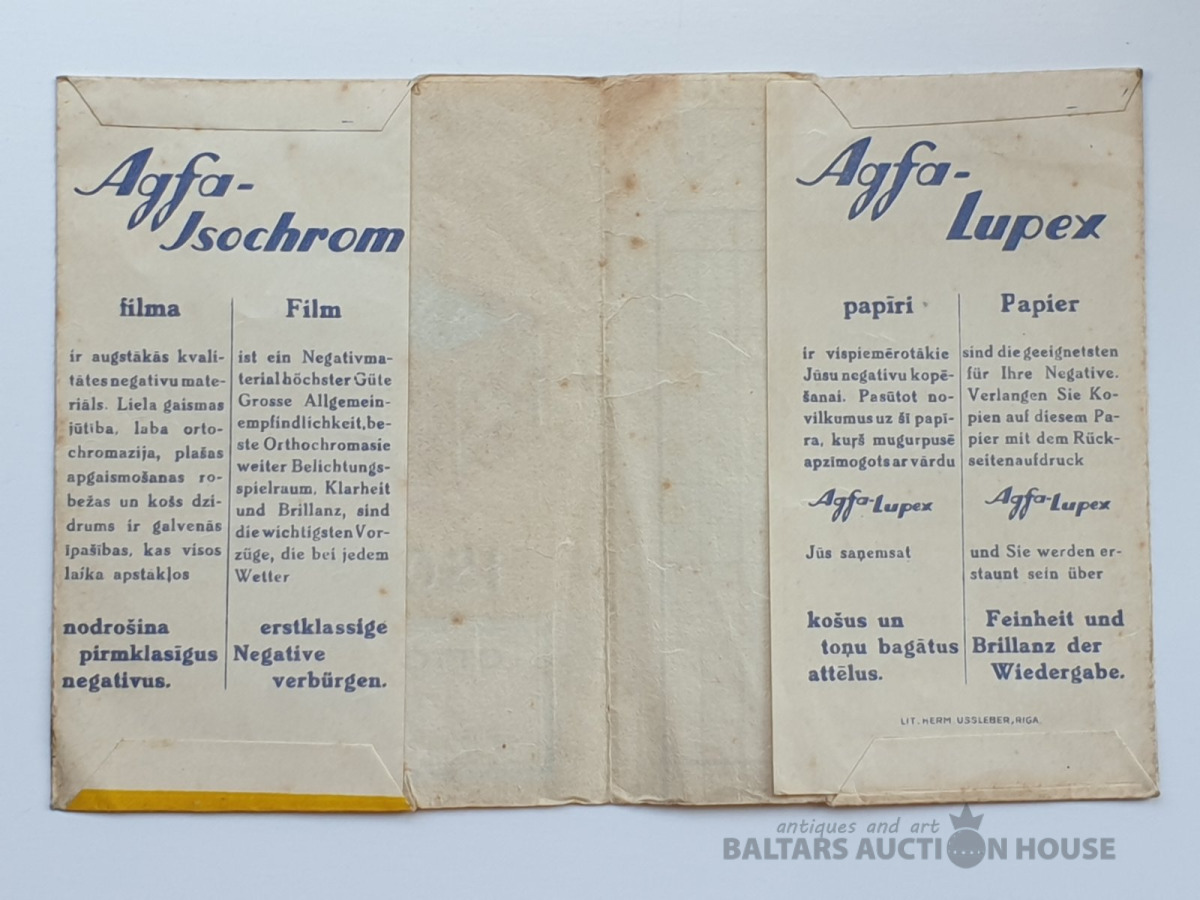 Agfa-
Isochrom
filma
ir augstākās kvali-
tātes negativu mate-
riāls. Liela gaismas
jūtība, laba orto-
chromazija, plašas
apgaismošanas ro-
bežas un košs dzi-
drums ir galvenās
īpašības, kas visos
laika apstākļos
nodrošina
pirmklasīgus
negativus.
Film
ist ein Negativma-
terial höchster Güte
Grosse Allgemein-
empfindlichkeit, be-
ste Orthochromasie
weiter Belichtungs-
spielraum, Klarheit
und Brillanz, sind
die wichtigsten Vor-
züge, die bei jedem
Wetter
erstklassige
Negative
verbürgen.
Agfa-
Lupex
papīri
ir vispiemērotākie
Jūsu negativu kopē-
šanai. Pasūtot no-
vilkumus uz šī papī-
ra, kuŗš mugurpusē
apzīmogots ar vārdu
Agfa-Lupex
Jūs saņemsat
košus un
toņu bagātus
attēlus.
Papier
sind die geeignetsten
für Ihre Negative.
Verlangen Sie Ko-
pien auf diesem Pa-
pier mit dem Rück-
seitenaufdruck
Agfa-Lupex
und Sie werden er-
staunt sein über
Feinheit und
Brillanz der
Wiedergabe.
LIT. HERM. USSLEBER, RIGA.
antiques and art
BALTARS AUCTION HOUSE